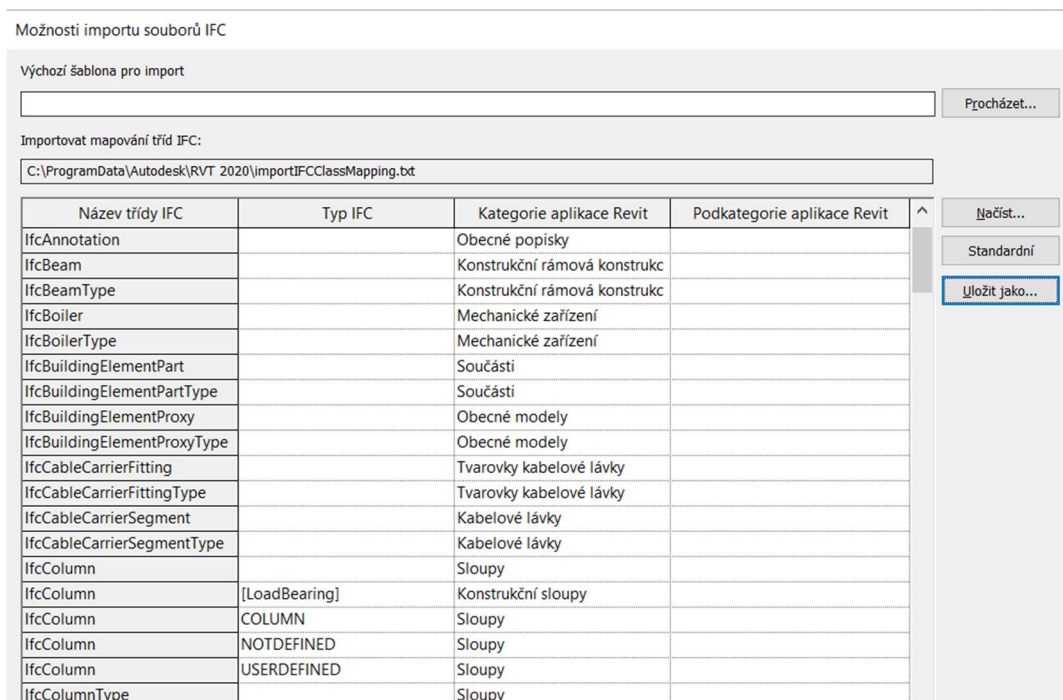 Možnosti importu souborů IFC
Výchozí šablona pro import
Procházet...
Importovat mapování tříd IFC:
C:\ProgramData\Autodesk\RVT 2020\importIFCClassMapping.txt
Název třídy IFC Typ IFC Kategorie aplikace Revit Podkategorie aplikace Revit Načíst...
IfcAnnotation Obecné popisky Standardní
IfcBeam Konstrukční rámová konstrukc
IfcBeamType Konstrukční rámová konstrukc Uložit jako...
IfcBoiler Mechanické zařízení
IfcBoilerType Mechanické zařízení
IfcBuildingElementPart Součásti
IfcBuildingElementPartType Součásti
IfcBuildingElementProxy Obecné modely
IfcBuildingElementProxyType Obecné modely
IfcCableCarrierFitting Tvarovky kabelové lávky
IfcCableCarrierFittingType Tvarovky kabelové lávky
IfcCableCarrierSegment Kabelové lávky
IfcCableCarrierSegmentType Kabelové lávky
IfcColumn Sloupy
IfcColumn [LoadBearing] Konstrukční sloupy
IfcColumn COLUMN Sloupy
IfcColumn NOTDEFINED Sloupy
IfcColumn USERDEFINED Sloupy
IfcColumnType Sloupy